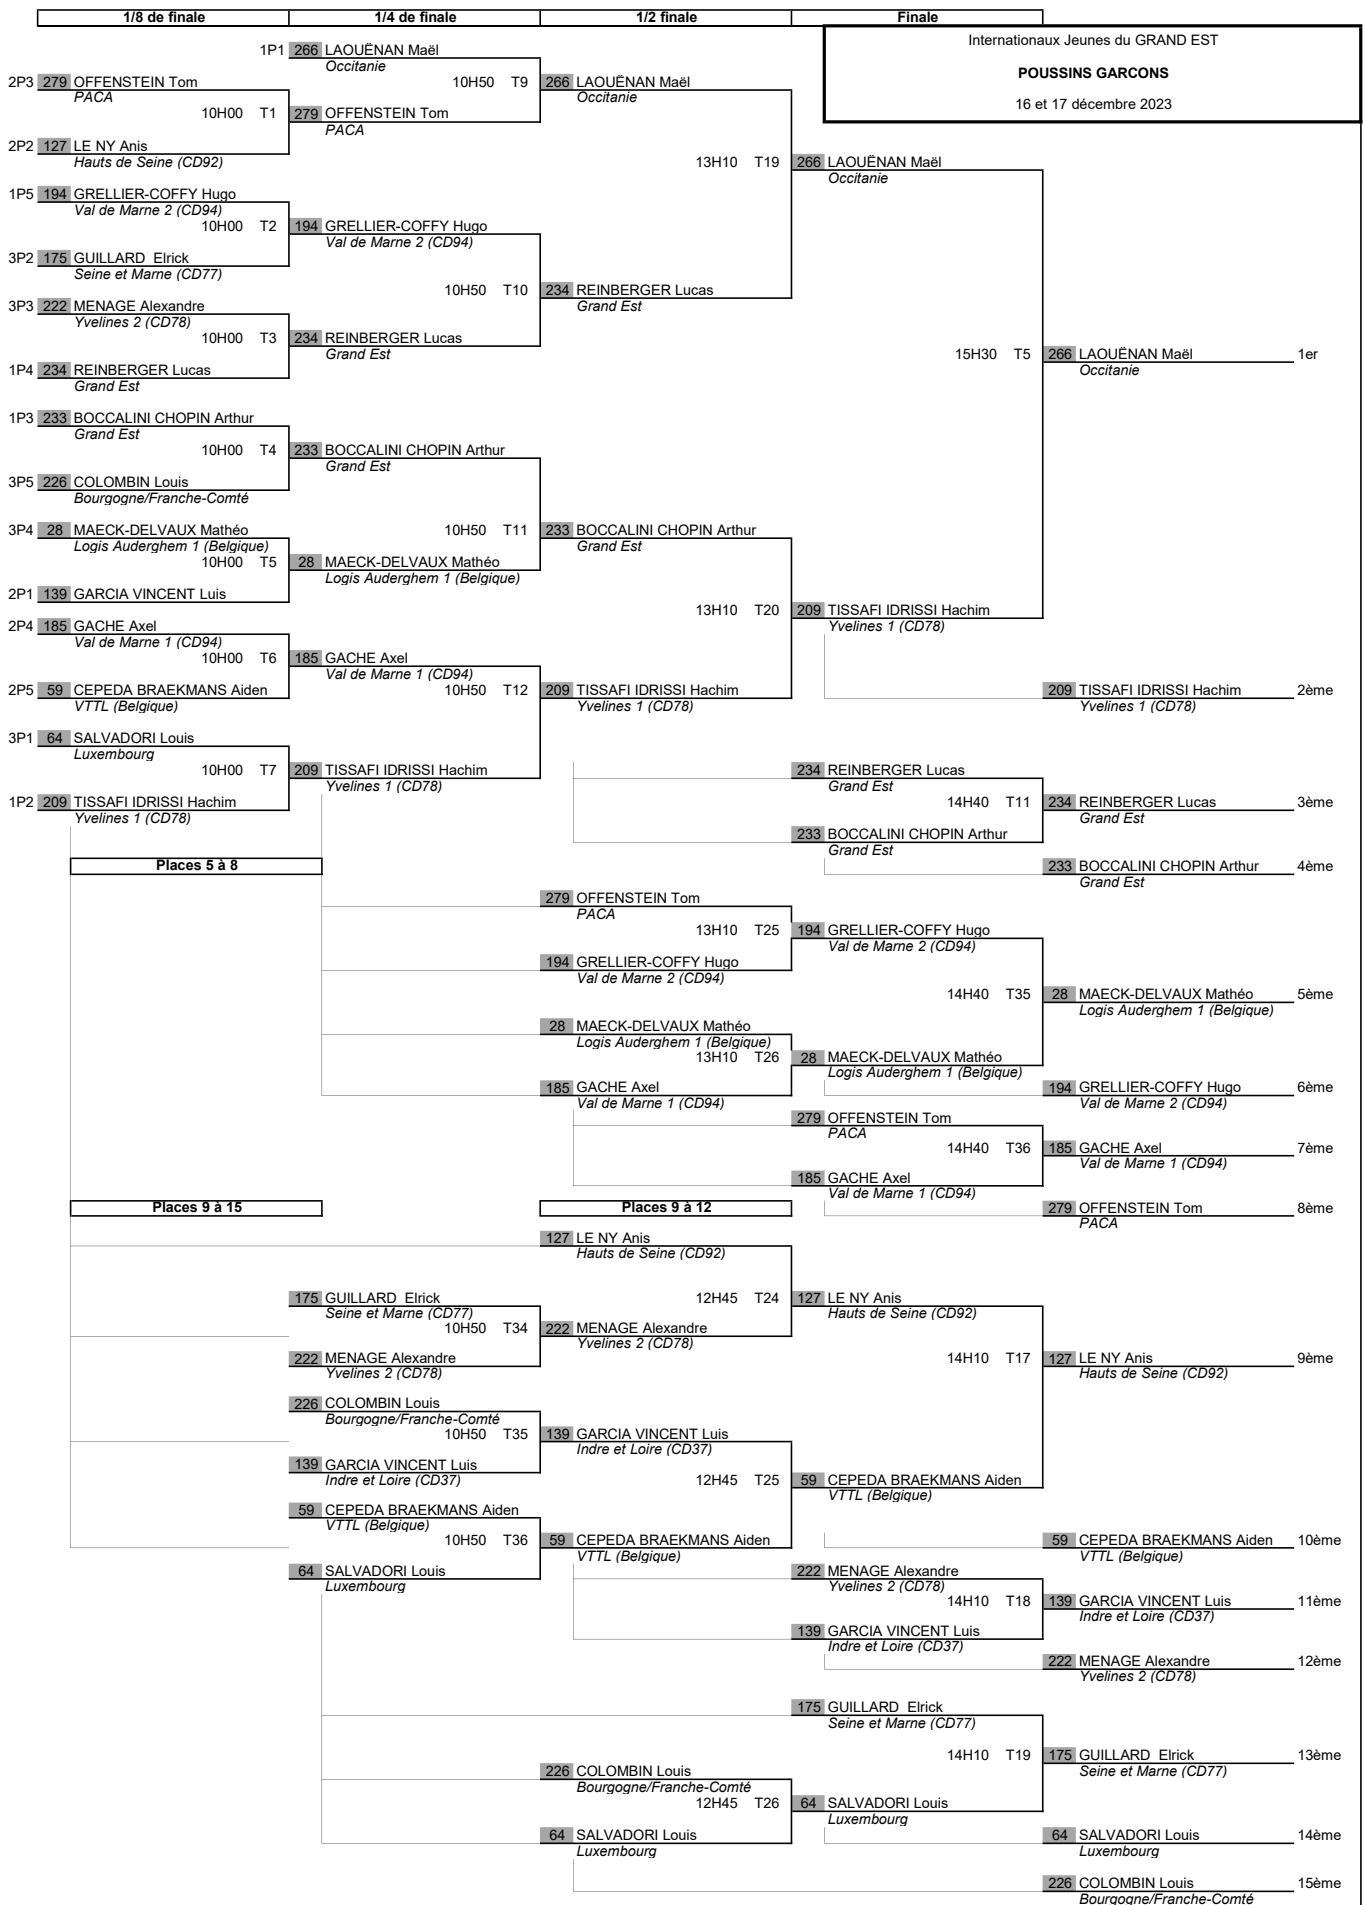 1/8 de finale 1/4 de finale 1/2 finale Finale
Internationaux Jeunes du GRAND EST
POUSSINS GARCONS
16 et 17 décembre 2023
1P1 266 LAOUËNAN Maël
Occitanie
2P3 279 OFFENSTEIN Tom 10H50 T9 266 LAOUËNAN Maël
PACA Occitanie
10H00 T1 279 OFFENSTEIN Tom
PACA
2P2 127 LE NY Anis
Hauts de Seine (CD92) 13H10 T19 266 LAOUËNAN Maël
Occitanie
1P5 194 GRELLIER-COFFY Hugo
Val de Marne 2 (CD94)
10H00 T2 194 GRELLIER-COFFY Hugo
Val de Marne 2 (CD94)
3P2 175 GUILLARD Elrick
Seine et Marne (CD77)
10H50 T10 234 REINBERGER Lucas
Grand Est
3P3 222 MENAGE Alexandre
Yvelines 2 (CD78)
10H00 T3 234 REINBERGER Lucas
Grand Est
15H30 T5 266 LAOUËNAN Maël 1er
Occitanie
1P4 234 REINBERGER Lucas
Grand Est
1P3 233 BOCCALINI CHOPIN Arthur
Grand Est
10H00 T4 233 BOCCALINI CHOPIN Arthur
Grand Est
3P5 226 COLOMBIN Louis
Bourgogne/Franche-Comté
3P4 28 MAECK-DELVAUX Mathéo 10H50 T11 233 BOCCALINI CHOPIN Arthur
Logis Auderghem 1 (Belgique) Grand Est
10H00 T5 28 MAECK-DELVAUX Mathéo
Logis Auderghem 1 (Belgique)
2P1 139 GARCIA VINCENT Luis
13H10 T20 209 TISSAFI IDRISSI Hachim
Yvelines 1 (CD78)
2P4 185 GACHE Axel
Val de Marne 1 (CD94)
10H00 T6 185 GACHE Axel
Val de Marne 1 (CD94)
2P5 59 CEPEDA BRAEKMANS Aiden 10H50 T12 209 TISSAFI IDRISSI Hachim 209 TISSAFI IDRISSI Hachim 2ème
VTTL (Belgique) Yvelines 1 (CD78) Yvelines 1 (CD78)
3P1 64 SALVADORI Louis
Luxembourg
10H00 T7 209 TISSAFI IDRISSI Hachim 234 REINBERGER Lucas
Yvelines 1 (CD78) Grand Est
1P2 209 TISSAFI IDRISSI Hachim 14H40 T11 234 REINBERGER Lucas 3ème
Yvelines 1 (CD78) Grand Est
233 BOCCALINI CHOPIN Arthur
Grand Est
Places 5 à 8 233 BOCCALINI CHOPIN Arthur 4ème
Grand Est
279 OFFENSTEIN Tom
PACA
13H10 T25 194 GRELLIER-COFFY Hugo
Val de Marne 2 (CD94)
194 GRELLIER-COFFY Hugo
Val de Marne 2 (CD94)
14H40 T35 28 MAECK-DELVAUX Mathéo 5ème
Logis Auderghem 1 (Belgique)
28 MAECK-DELVAUX Mathéo
Logis Auderghem 1 (Belgique)
13H10 T26 28 MAECK-DELVAUX Mathéo
Logis Auderghem 1 (Belgique)
185 GACHE Axel 194 GRELLIER-COFFY Hugo 6ème
Val de Marne 1 (CD94) Val de Marne 2 (CD94)
279 OFFENSTEIN Tom
PACA
14H40 T36 185 GACHE Axel 7ème
Val de Marne 1 (CD94)
185 GACHE Axel
Val de Marne 1 (CD94)
Places 9 à 15 Places 9 à 12 279 OFFENSTEIN Tom 8ème
PACA
127 LE NY Anis
Hauts de Seine (CD92)
175 GUILLARD Elrick 12H45 T24 127 LE NY Anis
Seine et Marne (CD77) Hauts de Seine (CD92)
10H50 T34 222 MENAGE Alexandre
Yvelines 2 (CD78)
222 MENAGE Alexandre 14H10 T17 127 LE NY Anis 9ème
Yvelines 2 (CD78) Hauts de Seine (CD92)
226 COLOMBIN Louis
Bourgogne/Franche-Comté
10H50 T35 139 GARCIA VINCENT Luis
Indre et Loire (CD37)
139 GARCIA VINCENT Luis
Indre et Loire (CD37) 12H45 T25 59 CEPEDA BRAEKMANS Aiden
VTTL (Belgique)
59 CEPEDA BRAEKMANS Aiden
VTTL (Belgique)
10H50 T36 59 CEPEDA BRAEKMANS Aiden 59 CEPEDA BRAEKMANS Aiden 10ème
VTTL (Belgique) VTTL (Belgique)
64 SALVADORI Louis 222 MENAGE Alexandre
Luxembourg Yvelines 2 (CD78)
14H10 T18 139 GARCIA VINCENT Luis 11ème
Indre et Loire (CD37)
139 GARCIA VINCENT Luis
Indre et Loire (CD37)
222 MENAGE Alexandre 12ème
Yvelines 2 (CD78)
175 GUILLARD Elrick
Seine et Marne (CD77)
14H10 T19 175 GUILLARD Elrick 13ème
Seine et Marne (CD77)
226 COLOMBIN Louis
Bourgogne/Franche-Comté
12H45 T26 64 SALVADORI Louis
Luxembourg
64 SALVADORI Louis 64 SALVADORI Louis 14ème
Luxembourg Luxembourg
226 COLOMBIN Louis 15ème
Bourgogne/Franche-Comté